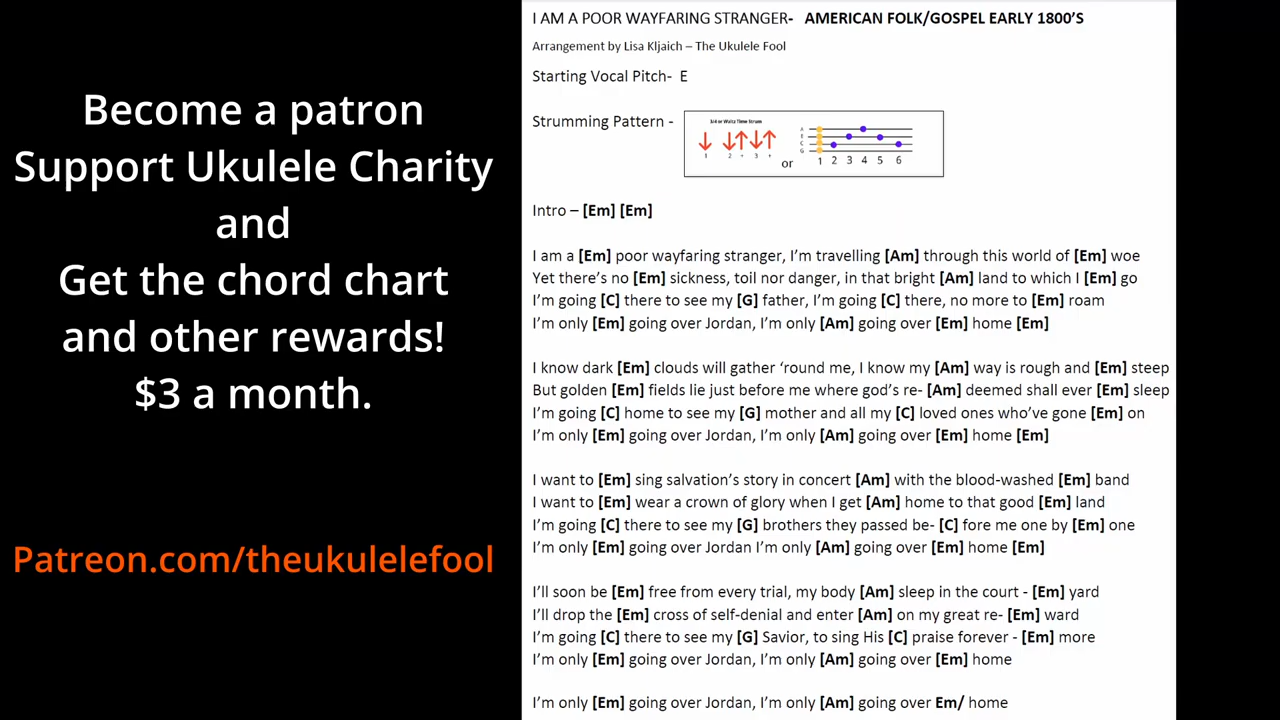 Become a patron
Support Ukulele Charity
and
Get the chord chart
and other rewards!
$3 a month.
Patreon.com/theukulelefool
I AM A POOR WAYFARING STRANGER- AMERICAN FOLK/GOSPEL EARLY 1800'S
Arrangement by Lisa Kljaich – The Ukulele Fool
Starting Vocal Pitch- E
Strumming Pattern -
3/4 or Waltz Time Strum
1 2 + 3 +
or
A
E
C
G
1 2 3 4 5 6
Intro – [Em] [Em]
I am a [Em] poor wayfaring stranger, I'm travelling [Am] through this world of [Em] woe
Yet there's no [Em] sickness, toil nor danger, in that bright [Am] land to which I [Em] go
I'm going [C] there to see my [G] father, I'm going [C] there, no more to [Em] roam
I'm only [Em] going over Jordan, I'm only [Am] going over [Em] home [Em]
I know dark [Em] clouds will gather 'round me, I know my [Am] way is rough and [Em] steep
But golden [Em] fields lie just before me where god's re- [Am] deemed shall ever [Em] sleep
I'm going [C] home to see my [G] mother and all my [C] loved ones who've gone [Em] on
I'm only [Em] going over Jordan, I'm only [Am] going over [Em] home [Em]
I want to [Em] sing salvation's story in concert [Am] with the blood-washed [Em] band
I want to [Em] wear a crown of glory when I get [Am] home to that good [Em] land
I'm going [C] there to see my [G] brothers they passed be- [C] fore me one by [Em] one
I'm only [Em] going over Jordan I'm only [Am] going over [Em] home [Em]
I'll soon be [Em] free from every trial, my body [Am] sleep in the court - [Em] yard
I'll drop the [Em] cross of self-denial and enter [Am] on my great re- [Em] ward
I'm going [C] there to see my [G] Savior, to sing His [C] praise forever - [Em] more
I'm only [Em] going over Jordan, I'm only [Am] going over [Em] home
I'm only [Em] going over Jordan, I'm only [Am] going over Em/ home